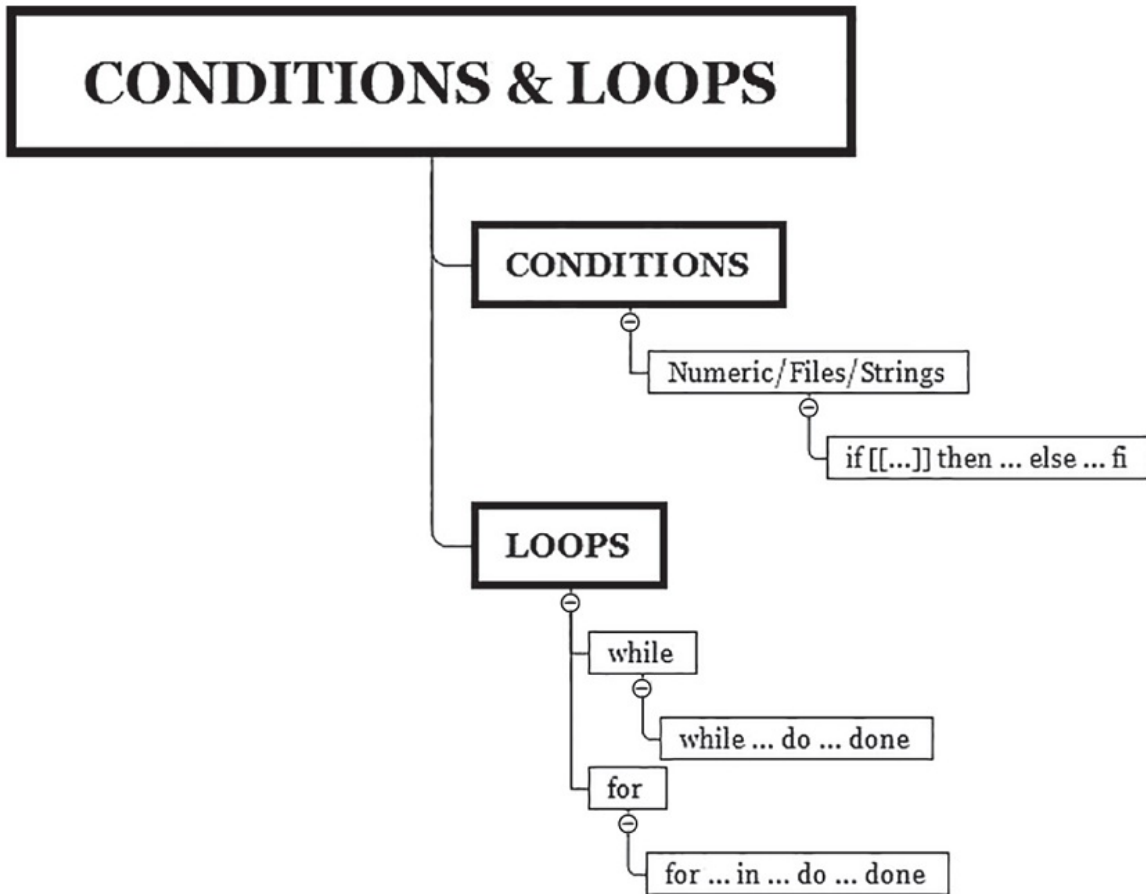 CONDITIONS & LOOPS
CONDITIONS
Numeric/Files/Strings
if [[...]] then ... else ... fi
LOOPS
while
while ... do ... done
for
for ... in ... do ... done